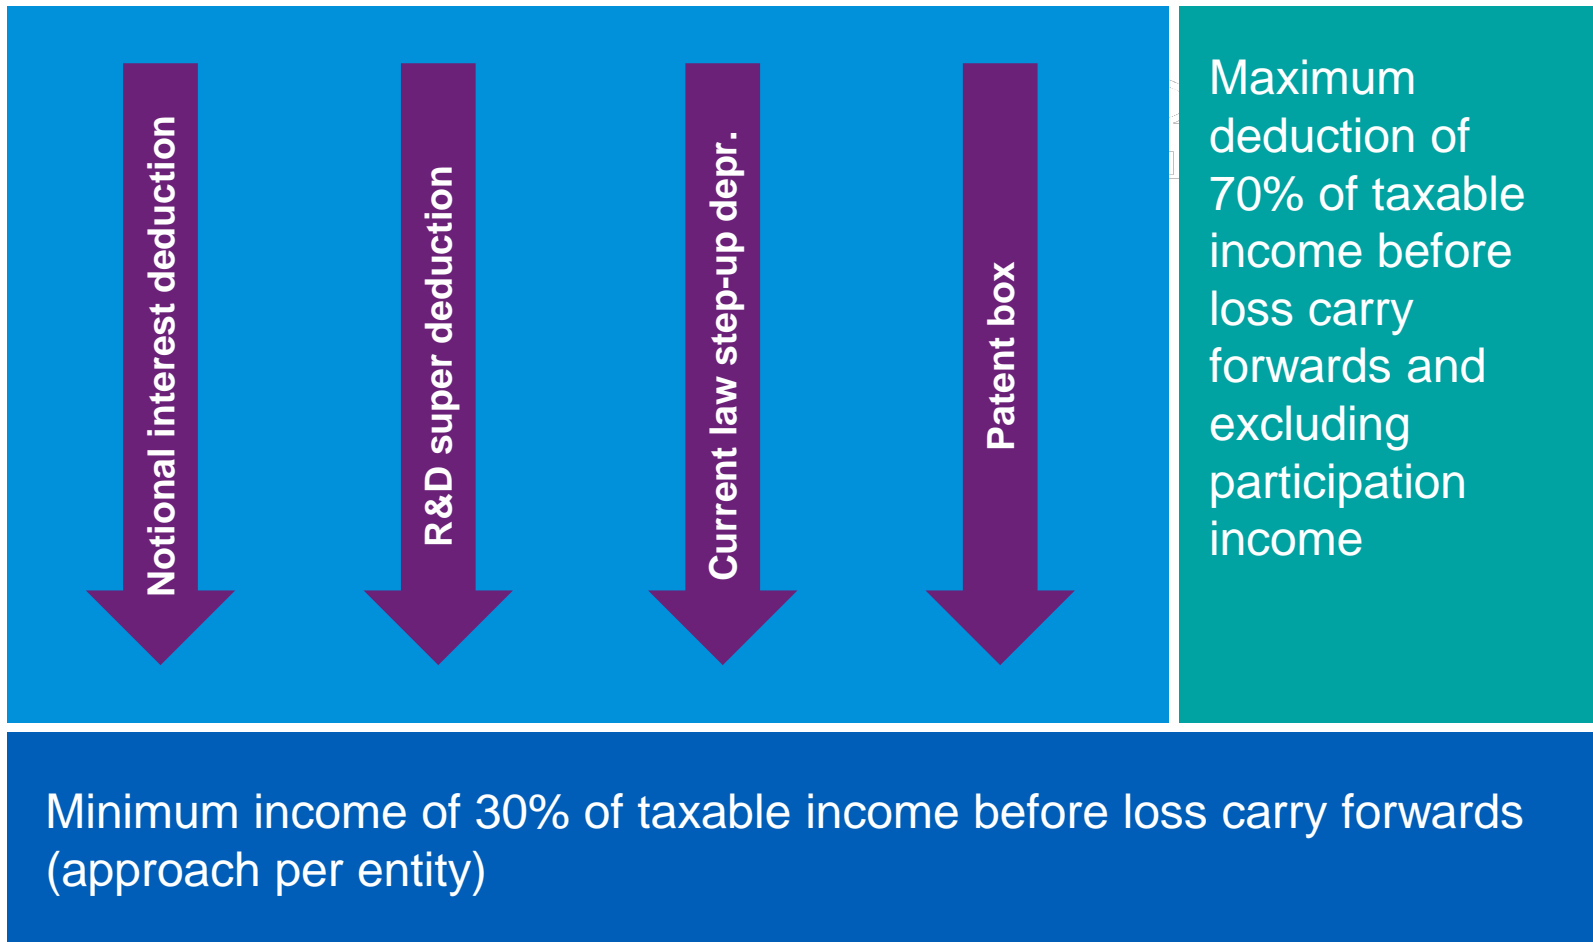 Notional interest deduction
R&D super deduction
Current law step-up depr.
Patent box
Maximum
deduction of
70% of taxable
income before
loss carry
forwards and
excluding
participation
income
Minimum income of 30% of taxable income before loss carry forwards
(approach per entity)